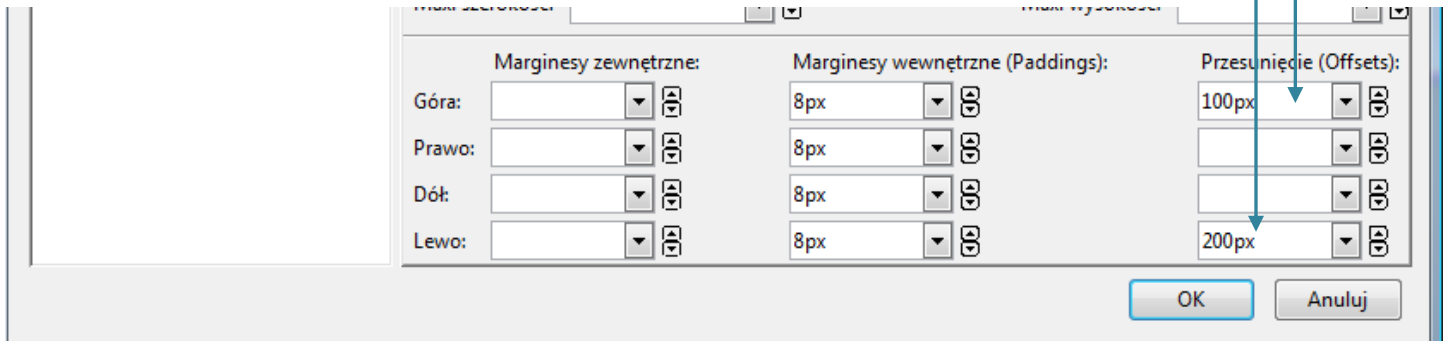 Marginesy zewnętrzne: Marginesy wewnętrzne (Paddings): Przesunięcie (Offsets):
Góra: 8px 100px
Prawo: 8px
Dół: 8px
Lewo: 8px 200px
OK Anuluj